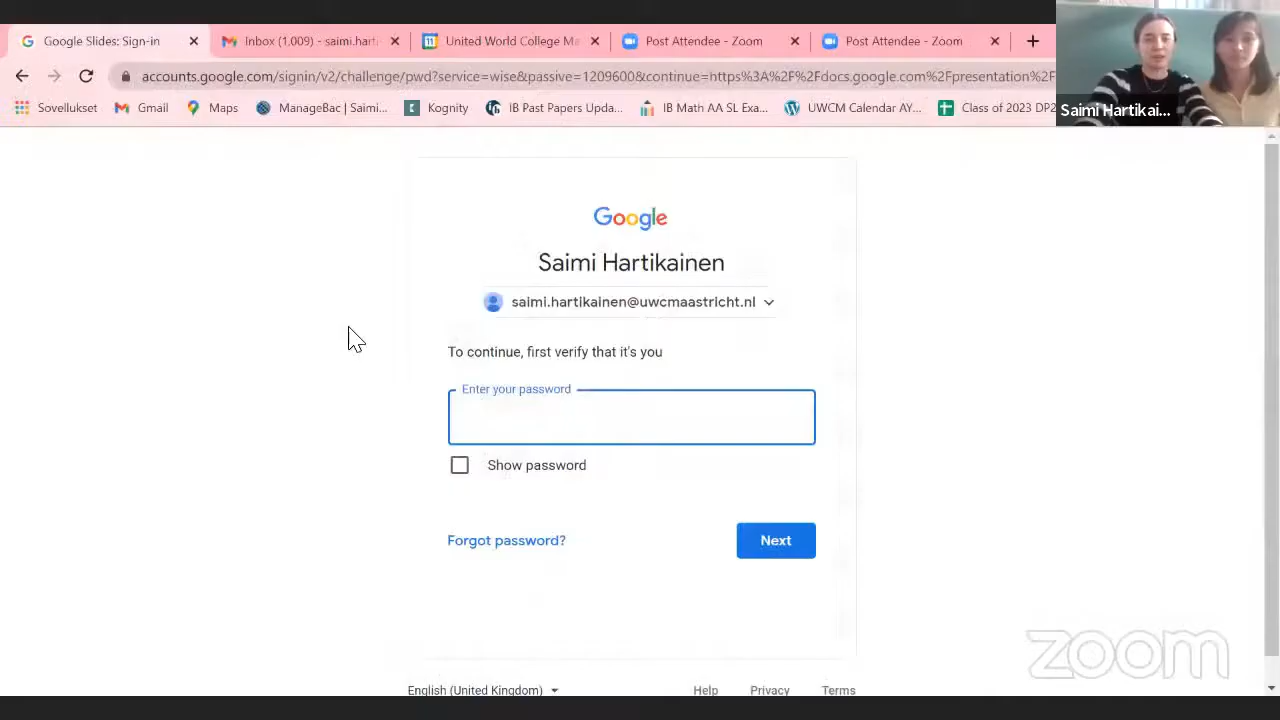 Google Slides: Sign-in
Inbox (1,009) - saimi.hart
United World College Ma
Post Attendee - Zoom
Post Attendee - Zoom
accounts.google.com/signin/v2/challenge/pwd?service=wise&passive=1209600&continue=https%3A%2F%2Fdocs.google.com%2Fpresentation%2F
Sovellukset
Gmail
Maps
ManageBac | Saimi...
Kognity
IB Past Papers Upda...
IB Math AA SL Exa...
UWCM Calendar AY...
Class of 2023 DP2
Saimi Hartikai...
Google
Saimi Hartikainen
saimi.hartikainen@uwcmaastricht.nl
To continue, first verify that it's you
Enter your password
Show password
Forgot password?
Next
English (United Kingdom)
Help
Privacy
Terms
zoom